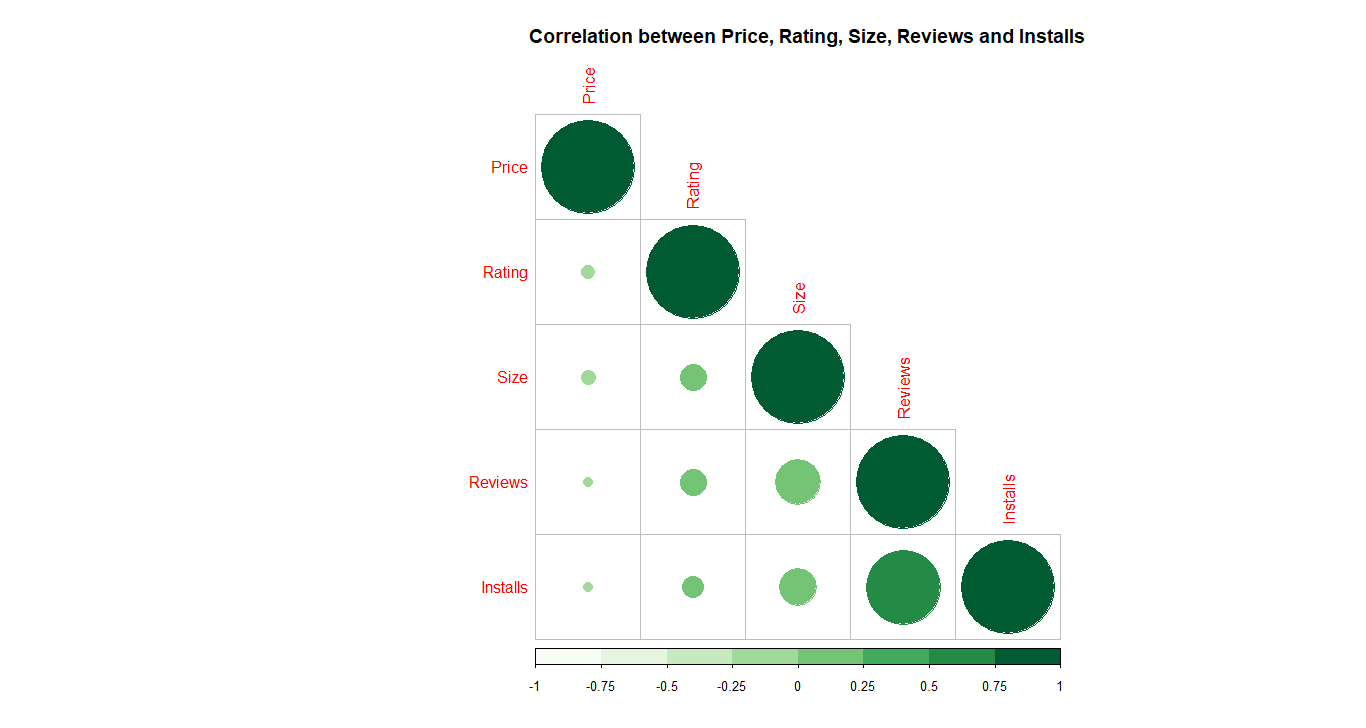 Correlation between Price, Rating, Size, Reviews and Installs
Price
Price
Rating
Rating
Size
Size
Reviews
Reviews
Installs
Installs
-1 -0.75 -0.5 -0.25 0 0.25 0.5 0.75 1